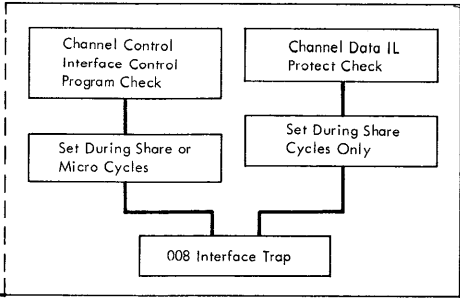 Channel Control
Interface Control
Program Check
Channel Data IL
Protect Check
Set During Share or
Micro Cycles
Set During Share
Cycles Only
008 Interface Trap